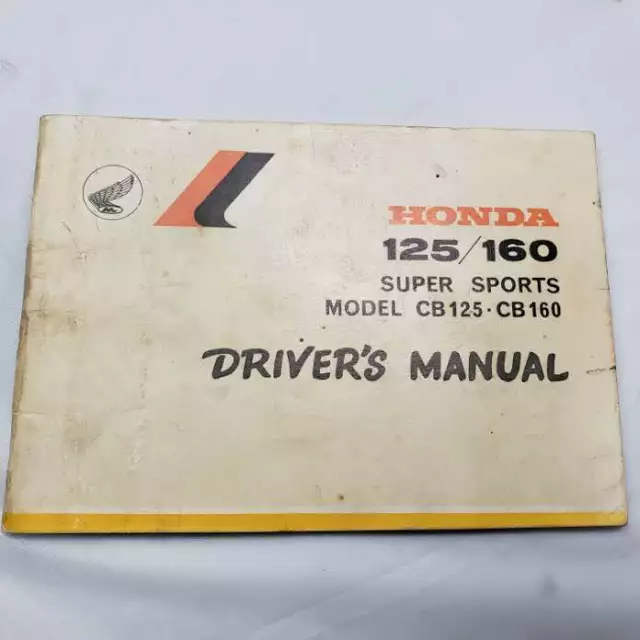 HONDA
125/160
SUPER SPORTS
MODEL CB125·CB160
DRIVER'S MANUAL